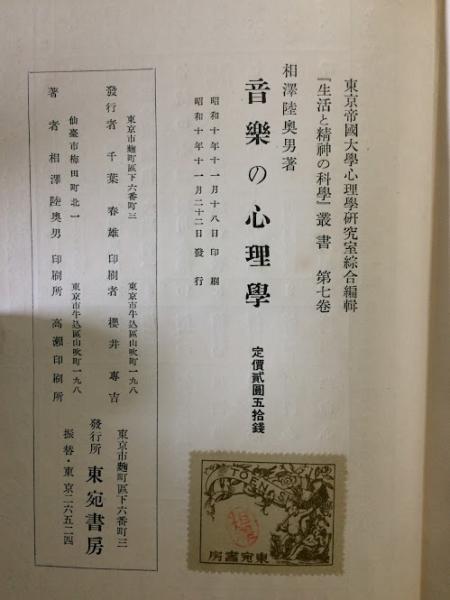 東京帝國大學心理學研究室綜合編輯
『生活と精神の科學』叢書　第七卷
相澤陸奥男著
音樂の心理學
定價貳圓五拾錢
昭和十年十一月十八日印刷
昭和十年十一月二十二日發行
東京市麹町區下六番町三
發行者　千葉春雄
仙臺市梅田町北一
著者　相澤陸奥男
東京市牛込區山吹町一九八
印刷者　櫻井專吉
東京市牛込區山吹町一九八
印刷所　高瀬印刷所
東京市麹町區下六番町三
發行所　東宛書房
振替・東京二六五二四
TOEN・S
房書宛東